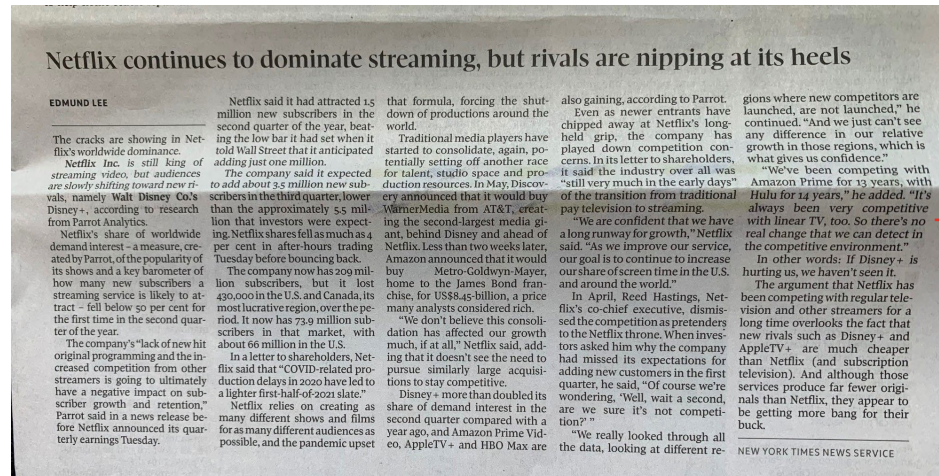 Netflix continues to dominate streaming, but rivals are nipping at its heels
EDMUND LEE
The cracks are showing in Net-
flix's worldwide dominance.
Netflix Inc. is still king of
streaming video, but audiences
are slowly shifting toward new ri-
vals, namely Walt Disney Co.'s
Disney+, according to research
from Parrot Analytics.
Netflix's share of worldwide
demand interest – a measure, cre-
ated by Parrot, of the popularity of
its shows and a key barometer of
how many new subscribers a
streaming service is likely to at-
tract – fell below 50 per cent for
the first time in the second quar-
ter of the year.
The company's "lack of new hit
original programming and the in-
creased competition from other
streamers is going to ultimately
have a negative impact on sub-
scriber growth and retention,"
Parrot said in a news release be-
fore Netflix announced its quar-
terly earnings Tuesday.
Netflix said it had attracted 1.5
million new subscribers in the
second quarter of the year, beat-
ing the low bar it had set when it
told Wall Street that it anticipated
adding just one million.
The company said it expected
to add about 3.5 million new sub-
scribers in the third quarter, lower
than the approximately 5.5 mil-
lion that investors were expect-
ing. Netflix shares fell as much as 4
per cent in after-hours trading
Tuesday before bouncing back.
The company now has 209 mil-
lion subscribers, but it lost
430,000 in the U.S. and Canada, its
most lucrative region, over the pe-
riod. It now has 73.9 million sub-
scribers in that market, with
about 66 million in the U.S.
In a letter to shareholders, Net-
flix said that "COVID-related pro-
duction delays in 2020 have led to
a lighter first-half-of-2021 slate."
Netflix relies on creating as
many different shows and films
for as many different audiences as
possible, and the pandemic upset
that formula, forcing the shut-
down of productions around the
world.
Traditional media players have
started to consolidate, again, po-
tentially setting off another race
for talent, studio space and pro-
duction resources. In May, Discov-
ery announced that it would buy
WarnerMedia from AT&T, creat-
ing the second-largest media gi-
ant, behind Disney and ahead of
Netflix. Less than two weeks later,
Amazon announced that it would
buy Metro-Goldwyn-Mayer,
home to the James Bond fran-
chise, for US$8.45-billion, a price
many analysts considered rich.
"We don't believe this consoli-
dation has affected our growth
much, if at all," Netflix said, add-
ing that it doesn't see the need to
pursue similarly large acquisi-
tions to stay competitive.
Disney+ more than doubled its
share of demand interest in the
second quarter compared with a
year ago, and Amazon Prime Vid-
eo, AppleTV+ and HBO Max are
also gaining, according to Parrot.
Even as newer entrants have
chipped away at Netflix's long-
held grip, the company has
played down competition con-
cerns. In its letter to shareholders,
it said the industry over all was
"still very much in the early days"
of the transition from traditional
pay television to streaming.
"We are confident that we have
a long runway for growth," Netflix
said. "As we improve our service,
our goal is to continue to increase
our share of screen time in the U.S.
and around the world."
In April, Reed Hastings, Net-
flix's co-chief executive, dismis-
sed the competition as pretenders
to the Netflix throne. When inves-
tors asked him why the company
had missed its expectations for
adding new customers in the first
quarter, he said, "Of course we're
wondering, 'Well, wait a second,
are we sure it's not competi-
tion?' "
"We really looked through all
the data, looking at different re-
gions where new competitors are
launched, are not launched," he
continued. "And we just can't see
any difference in our relative
growth in those regions, which is
what gives us confidence."
"We've been competing with
Amazon Prime for 13 years, with
Hulu for 14 years," he added. "It's
always been very competitive
with linear TV, too. So there's no
real change that we can detect in
the competitive environment."
In other words: If Disney+ is
hurting us, we haven't seen it.
The argument that Netflix has
been competing with regular tele-
vision and other streamers for a
long time overlooks the fact that
new rivals such as Disney+ and
AppleTV+ are much cheaper
than Netflix (and subscription
television). And although those
services produce far fewer origi-
nals than Netflix, they appear to
be getting more bang for their
buck.
NEW YORK TIMES NEWS SERVICE